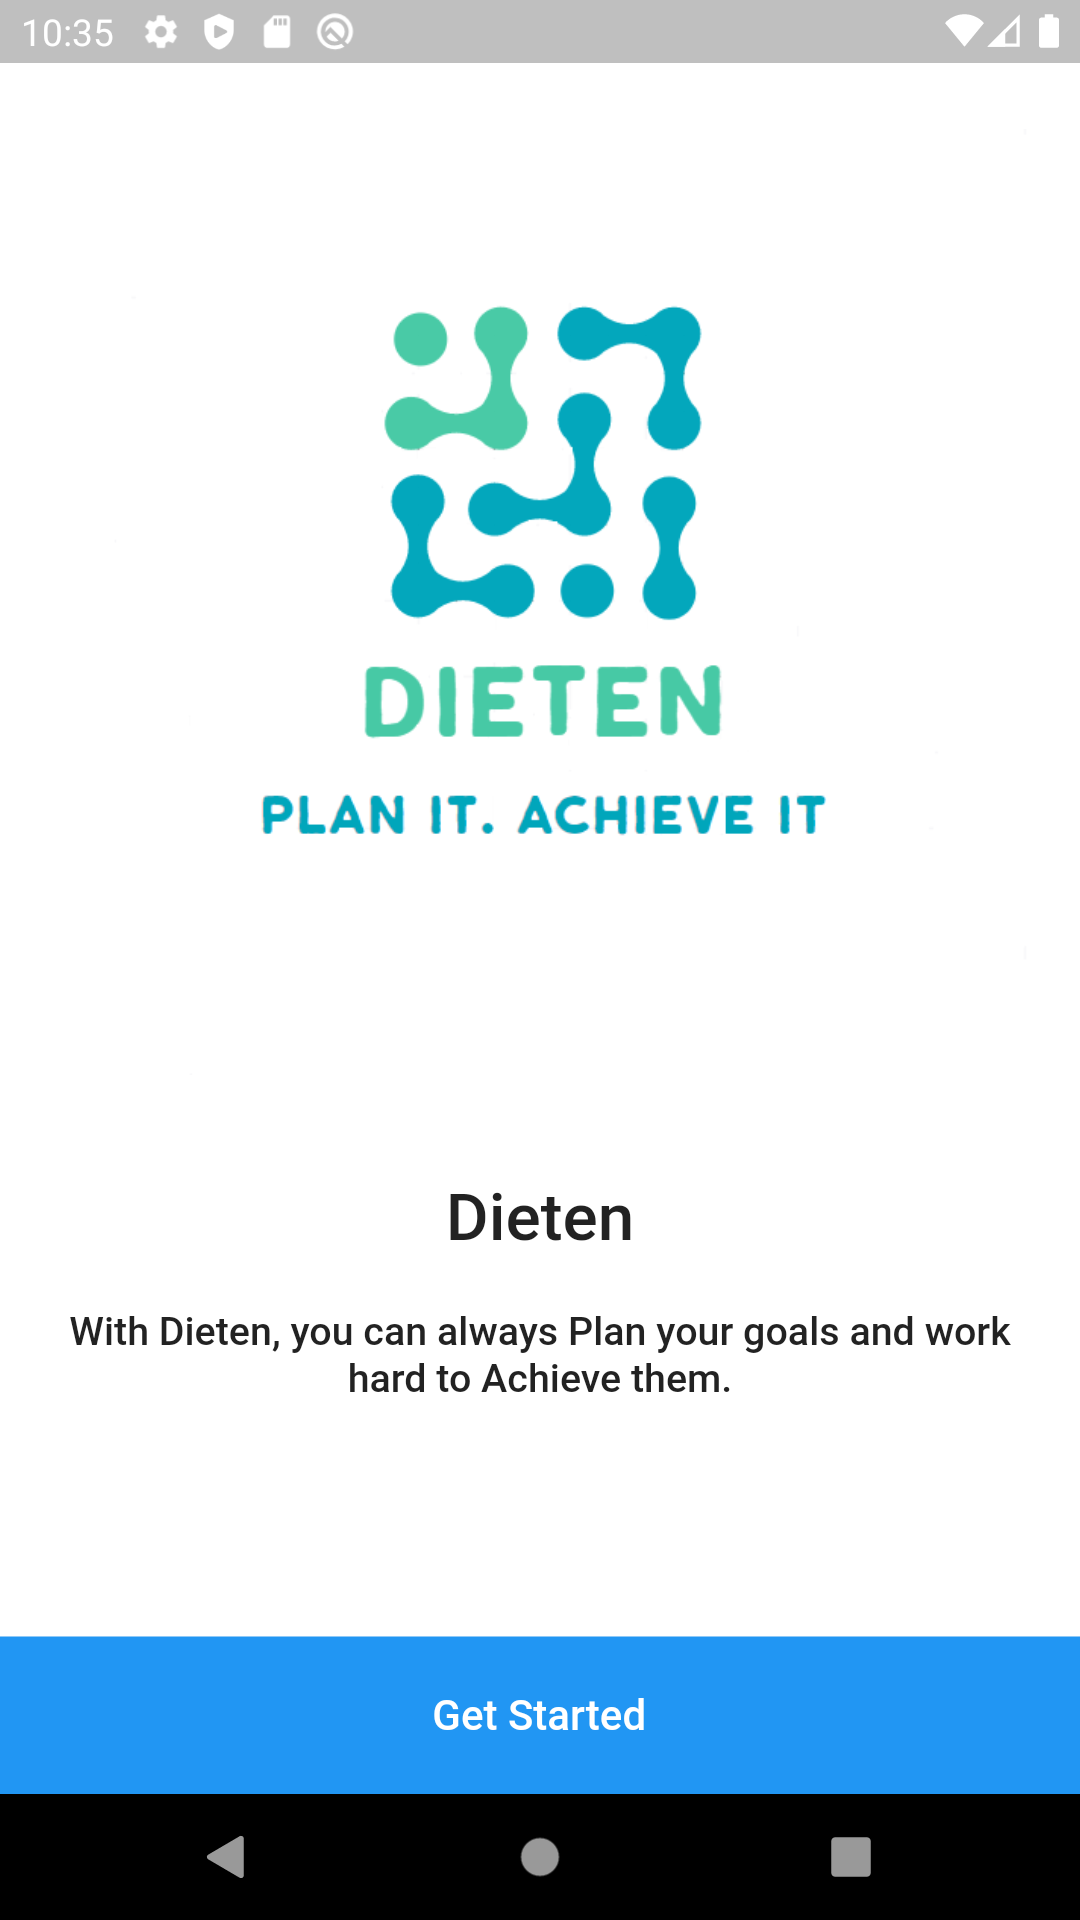 10:35
DIETEN
PLAN IT. ACHIEVE IT
Dieten
With Dieten, you can always Plan your goals and work
hard to Achieve them.
Get Started